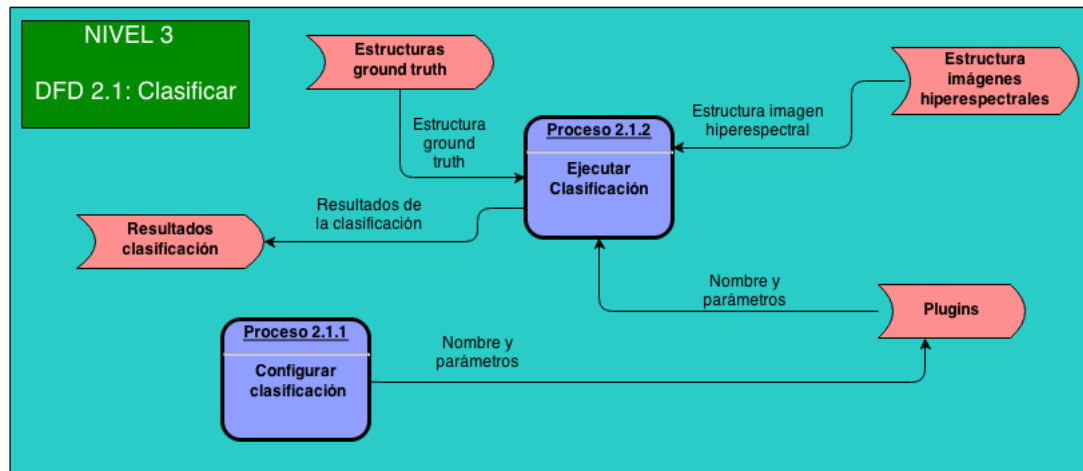 NIVEL 3
DFD 2.1: Clasificar
Estructuras
ground truth
Estructura
imágenes
hiperespectrales
Estructura
ground
truth
Proceso 2.1.2
Ejecutar
Clasificación
Estructura imagen
hiperespectral
Resultados de
la clasificación
Resultados
clasificación
Nombre y
parámetros
Plugins
Proceso 2.1.1
Configurar
clasificación
Nombre y
parámetros